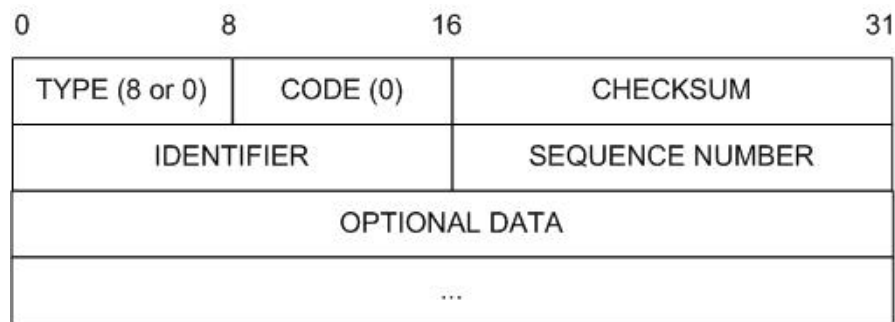 0 8 16 31
TYPE (8 or 0) CODE (0) CHECKSUM
IDENTIFIER SEQUENCE NUMBER
OPTIONAL DATA
...